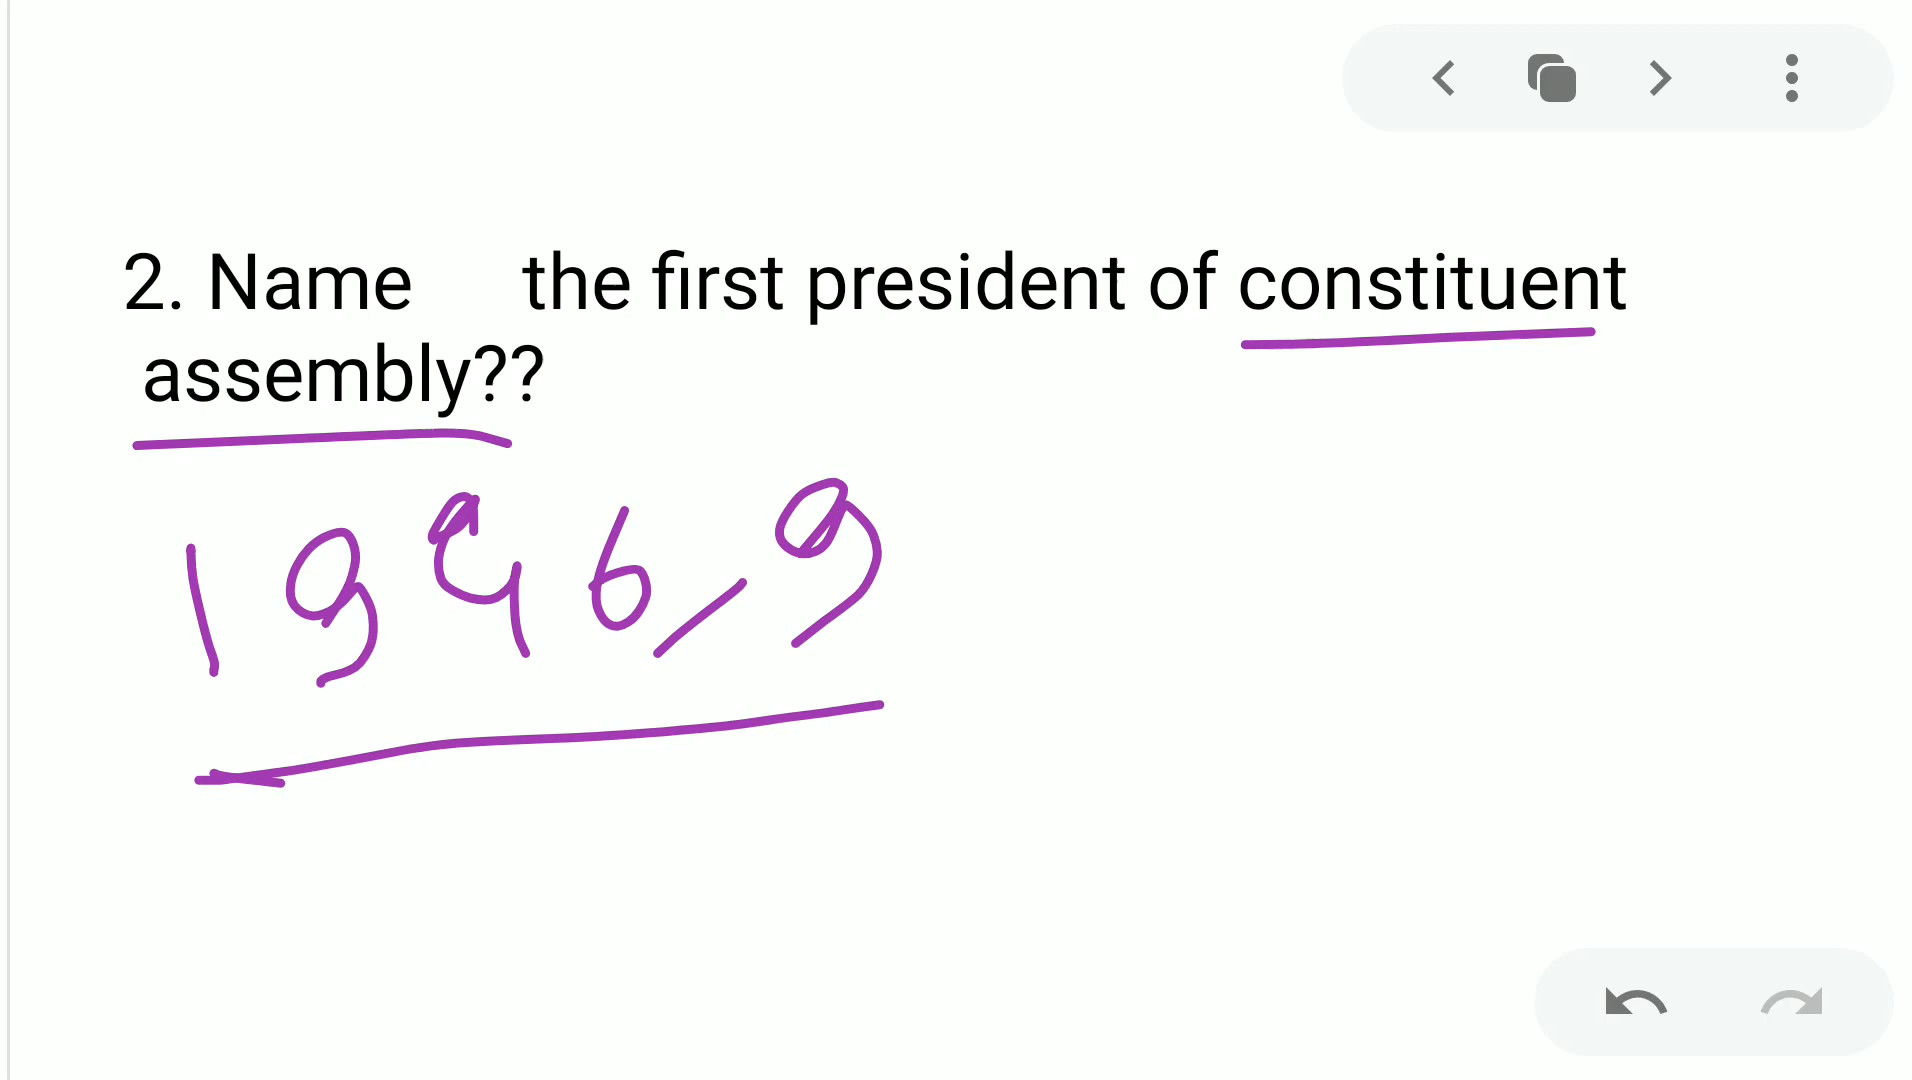 2. Name the first president of constituent
assembly??
1946, 9